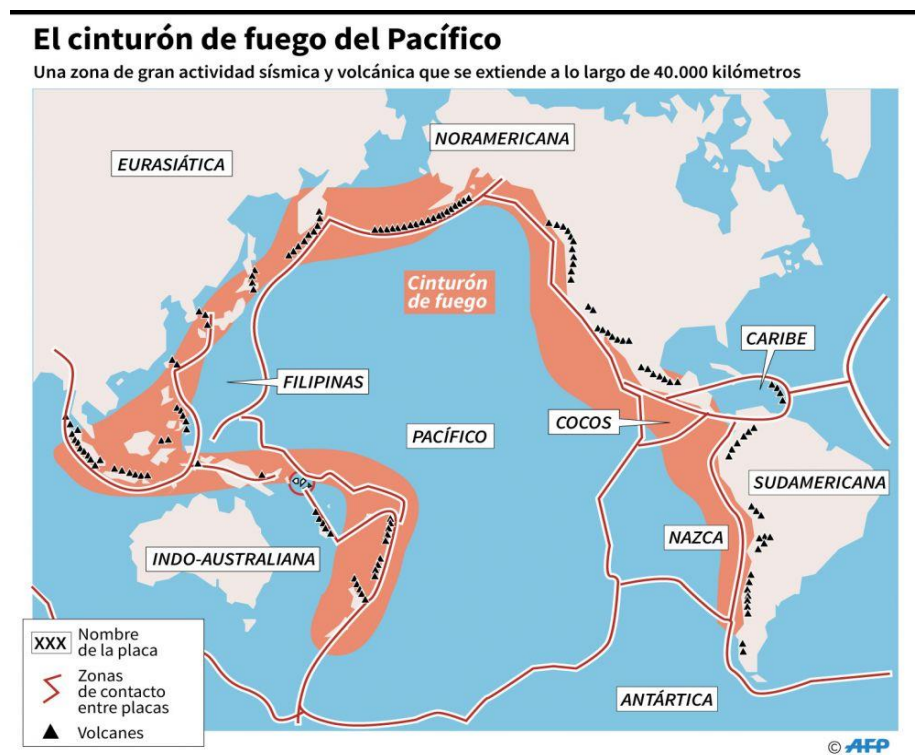 El cinturón de fuego del Pacífico
Una zona de gran actividad sísmica y volcánica que se extiende a lo largo de 40.000 kilómetros
NORAMERICANA
EURASIÁTICA
Cinturón
de fuego
CARIBE
FILIPINAS
COCOS
PACÍFICO
SUDAMERICANA
NAZCA
INDO-AUSTRALIANA
ANTÁRTICA
XXX Nombre
de la placa
Zonas
de contacto
entre placas
Volcanes
© AFP